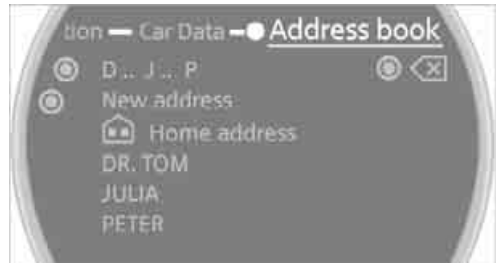 tion Car Data Address book
D .. J .. P
New address
Home address
DR. TOM
JULIA
PETER